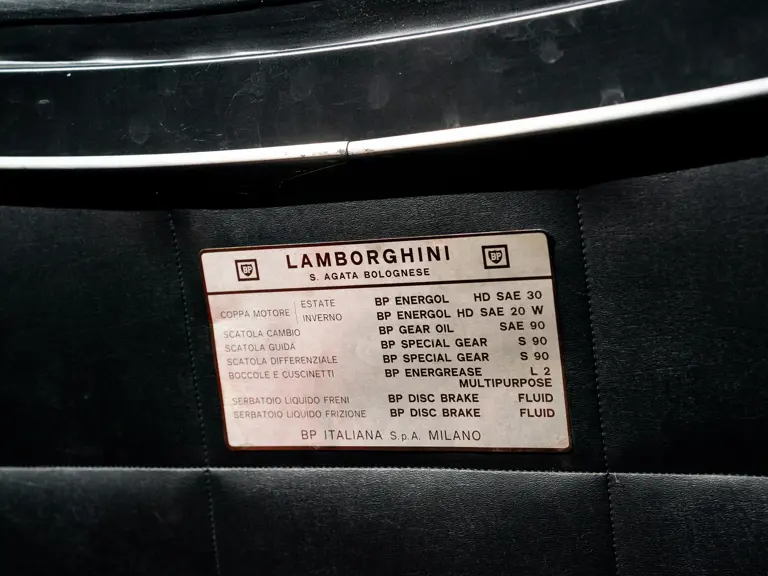 BP LAMBORGHINI BP
S. AGATA BOLOGNESE
COPPA MOTORE ESTATE BP ENERGOL HD SAE 30
INVERNO BP ENERGOL HD SAE 20 W
SCATOLA CAMBIO BP GEAR OIL SAE 90
SCATOLA GUIDA BP SPECIAL GEAR S 90
SCATOLA DIFFERENZIALE BP SPECIAL GEAR S 90
BOCCOLE E CUSCINETTI BP ENERGREASE L 2
MULTIPURPOSE
SERBATOIO LIQUIDO FRENI BP DISC BRAKE FLUID
SERBATOIO LIQUIDO FRIZIONE BP DISC BRAKE FLUID
BP ITALIANA S.p.A. MILANO